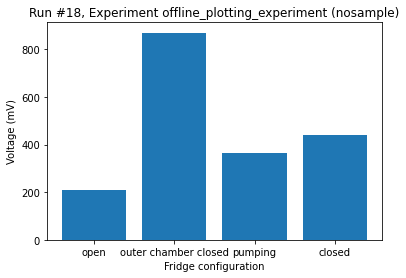 Run #18, Experiment offline_plotting_experiment (nosample)
800
600
400
200
0
Voltage (mV)
open outer chamber closed pumping closed
Fridge configuration